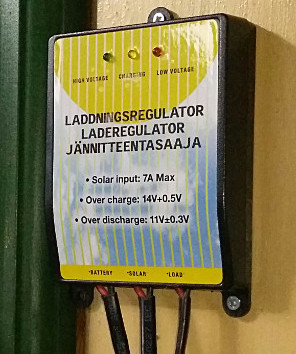 HIGH VOLTAGE CHARGING LOW VOLTAGE
LADDNINGSREGULATOR
LADEREGULATOR
JÄNNITTEENTASAAJA
• Solar input: 7A Max
• Over charge: 14V±0.5V
• Over discharge: 11V±0.3V
-BATTERY+ -SOLAR+ -LOAD+